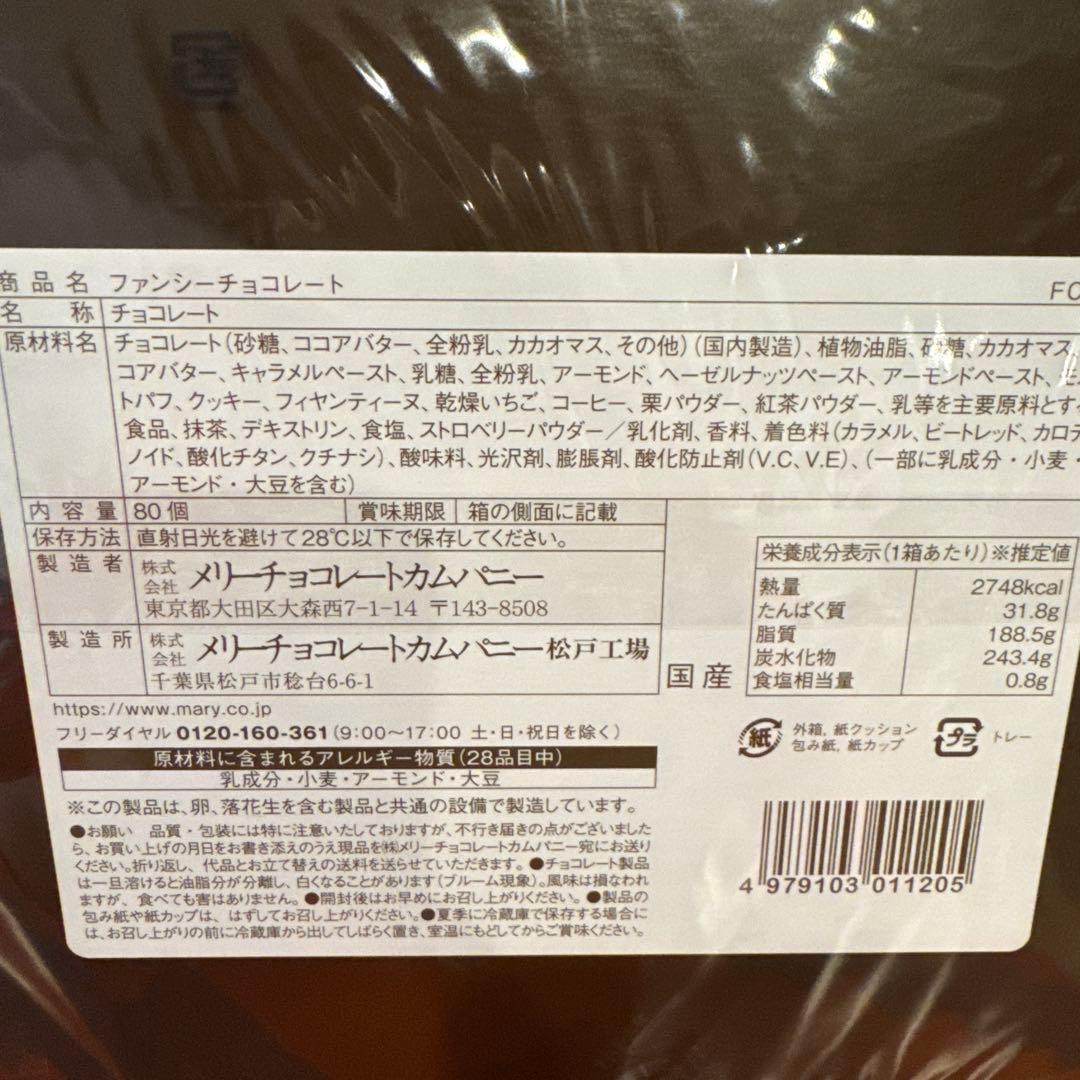 商品名 ファンシーチョコレート FC
名称 チョコレート
原材料名 チョコレート(砂糖、ココアバター、全粉乳、カカオマス、その他)(国内製造)、植物油脂、砂糖、カカオマス
コアバター、キャラメルペースト、乳糖、全粉乳、アーモンド、ヘーゼルナッツペースト、アーモンドペースト、
トパフ、クッキー、フィヤンティーヌ、乾燥いちご、コーヒー、栗パウダー、紅茶パウダー、乳等を主要原料とす
食品、抹茶、デキストリン、食塩、ストロベリーパウダー/乳化剤、香料、着色料(カラメル、ビートレッド、カロテ
ノイド、酸化チタン、クチナシ)、酸味料、光沢剤、膨脹剤、酸化防止剤(V.C、V.E)、(一部に乳成分・小麦・
アーモンド・大豆を含む)
内容量 80個 賞味期限 箱の側面に記載
保存方法 直射日光を避けて28℃以下で保存してください。
製造者 株式会社 メリーチョコレートカムパニー
東京都大田区大森西7-1-14 〒143-8508
製造所 株式会社 メリーチョコレートカムパニー松戸工場
千葉県松戸市稔台6-6-1
国産
栄養成分表示(1箱あたり)※推定値
熱量 2748kcal
たんぱく質 31.8g
脂質 188.5g
炭水化物 243.4g
食塩相当量 0.8g
https://www.mary.co.jp
フリーダイヤル 0120-160-361(9:00〜17:00 土・日・祝日を除く)
紙 外箱、紙クッション
包み紙、紙カップ
プラ トレー
原材料に含まれるアレルギー物質(28品目中)
乳成分・小麦・アーモンド・大豆
※この製品は、卵、落花生を含む製品と共通の設備で製造しています。
●お願い 品質・包装には特に注意いたしておりますが、不行き届きの点がございました
ら、お買い上げの月日をお書き添えのうえ現品を㈱メリーチョコレートカムパニー宛にお送り
ください。折り返し、代品とお立て替えの送料を送らせていただきます。●チョコレート製品
は一旦溶けると油脂分が分離し、白くなることがあります(ブルーム現象)。風味は損なわれ
ますが、食べても害はありません。●開封後はお早めにお召し上がりください。●製品の
包み紙や紙カップは、はずしてお召し上がりください。●夏季に冷蔵庫で保存する場合に
は、お召し上がりの前に冷蔵庫から出してしばらく置き、室温にもどしてからご賞味ください。
4 979103 011205